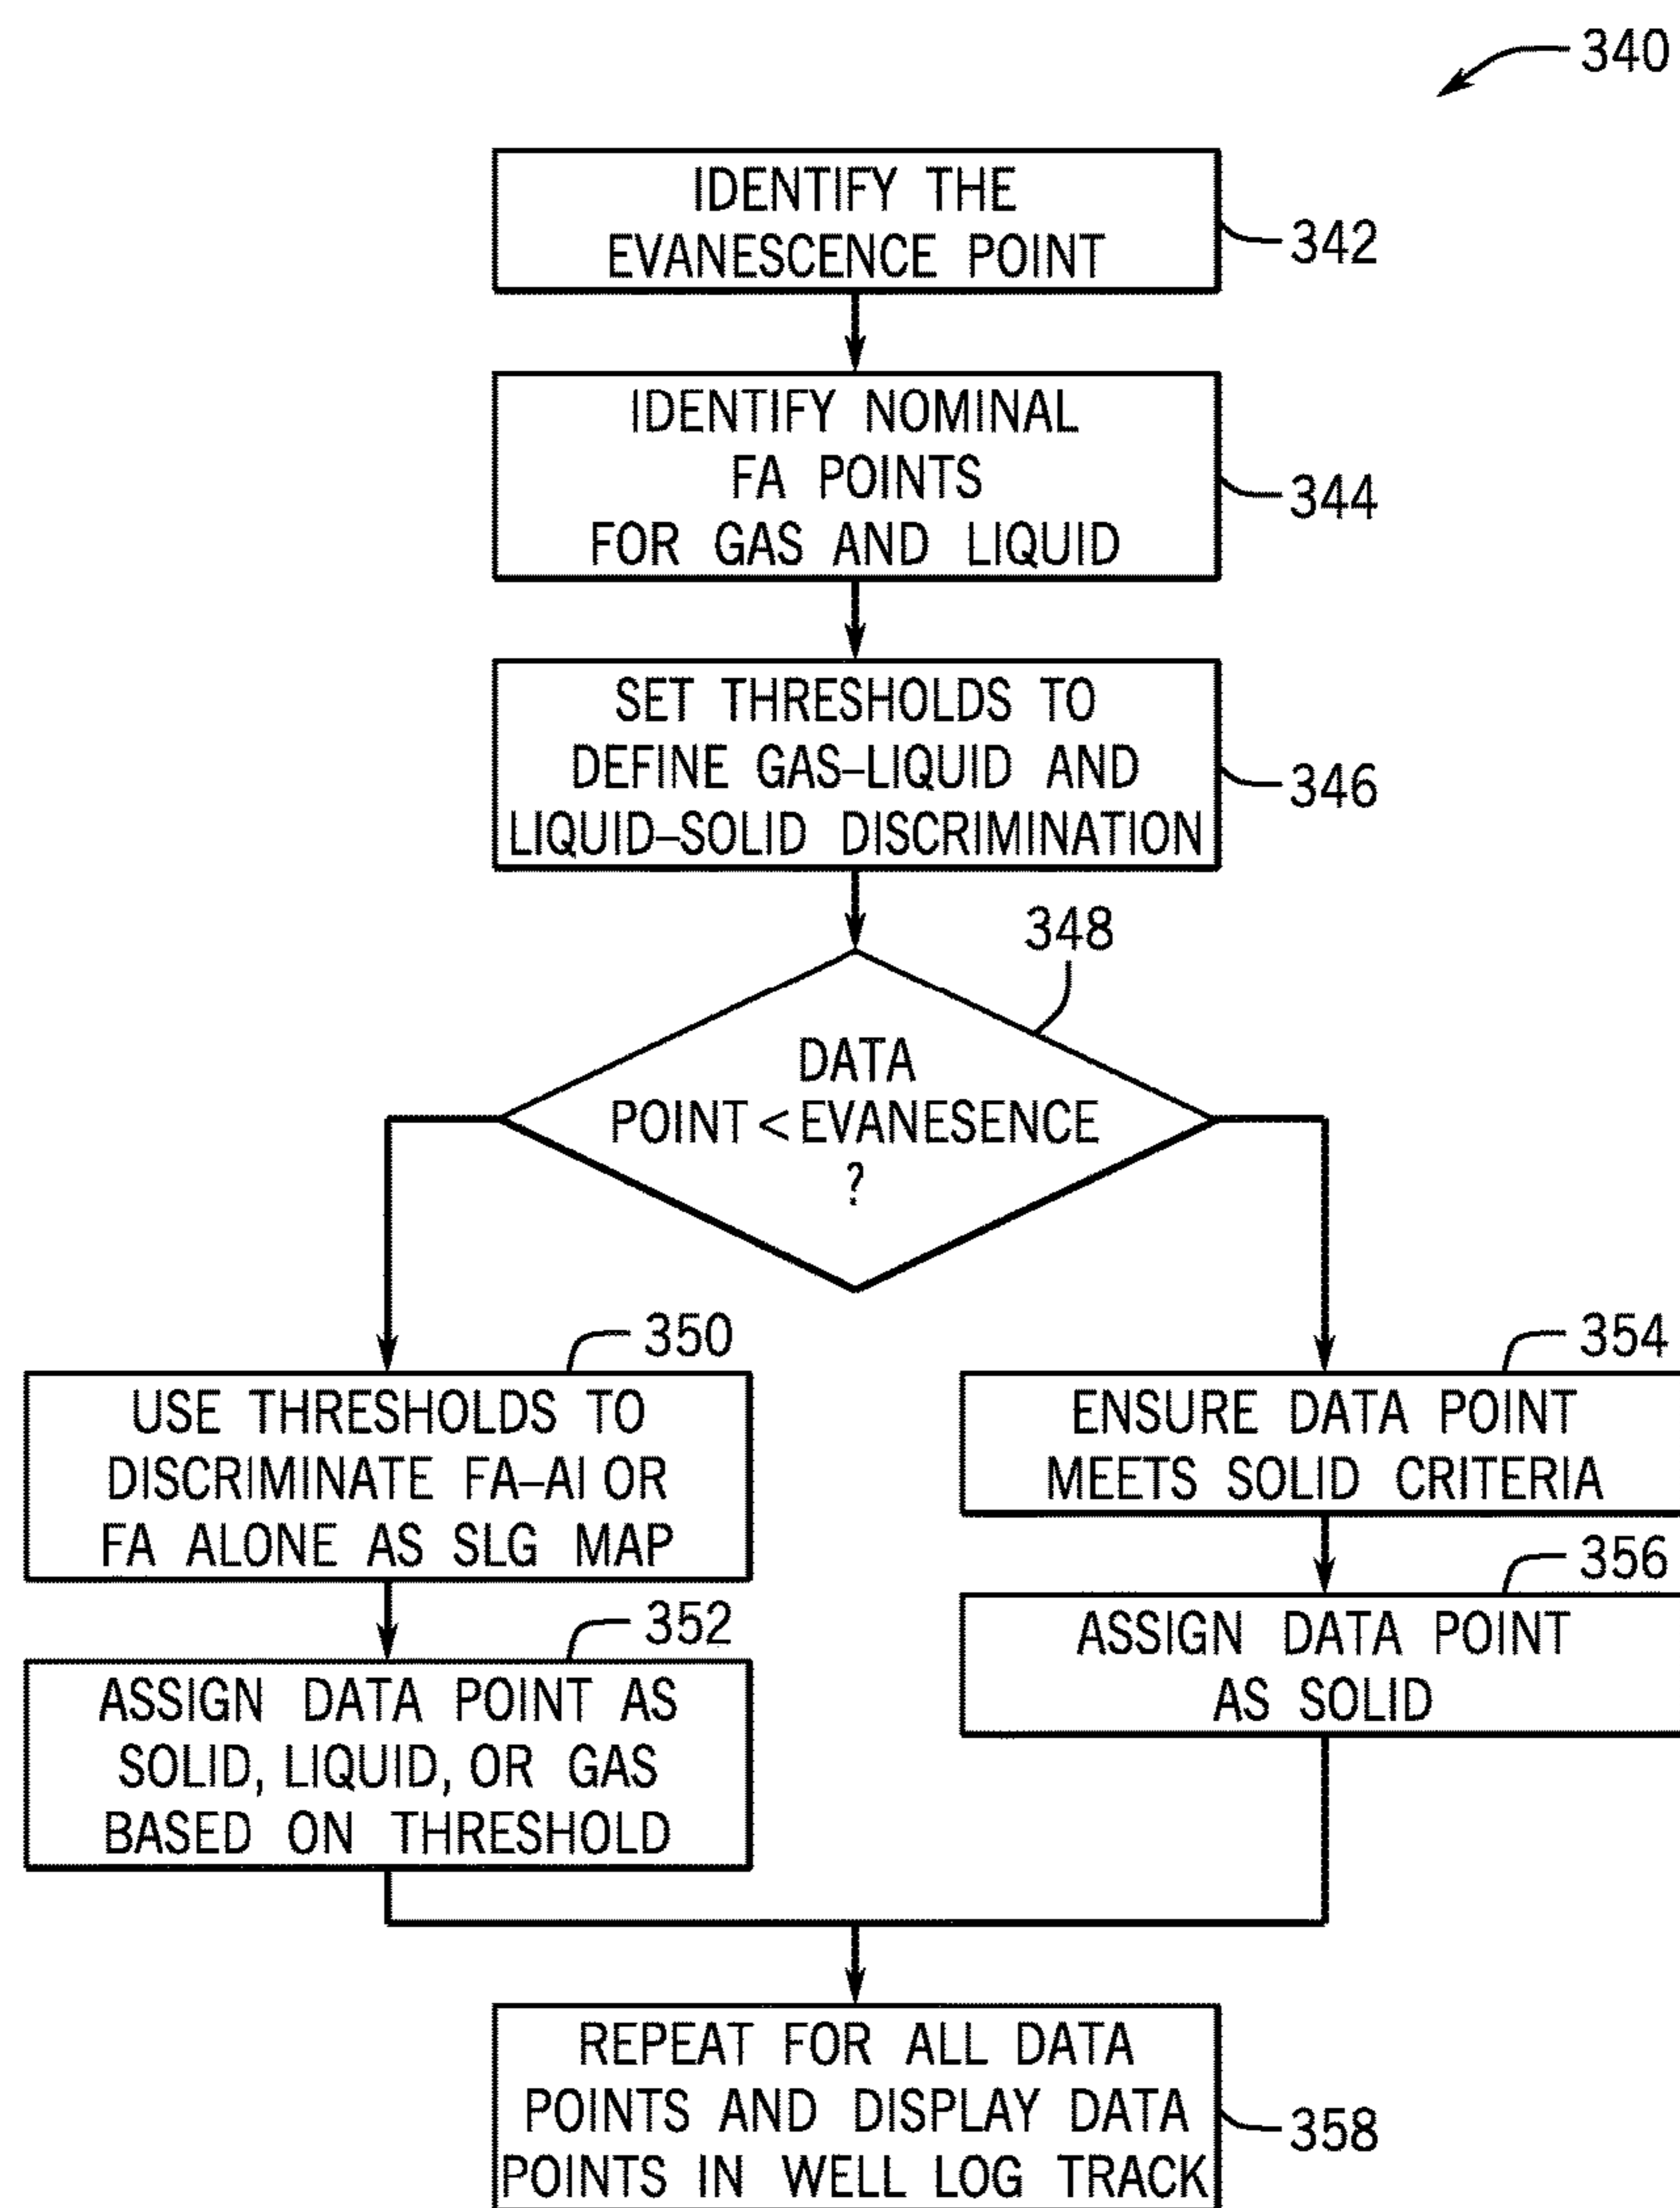 340
IDENTIFY THE
EVANESCENCE POINT
342
IDENTIFY NOMINAL
FA POINTS
FOR GAS AND LIQUID
344
SET THRESHOLDS TO
DEFINE GAS–LIQUID AND
LIQUID–SOLID DISCRIMINATION
346
348
DATA
POINT < EVANESENCE
?
350
USE THRESHOLDS TO
DISCRIMINATE FA–AI OR
FA ALONE AS SLG MAP
352
ASSIGN DATA POINT AS
SOLID, LIQUID, OR GAS
BASED ON THRESHOLD
354
ENSURE DATA POINT
MEETS SOLID CRITERIA
356
ASSIGN DATA POINT
AS SOLID
REPEAT FOR ALL DATA
POINTS AND DISPLAY DATA
POINTS IN WELL LOG TRACK
358